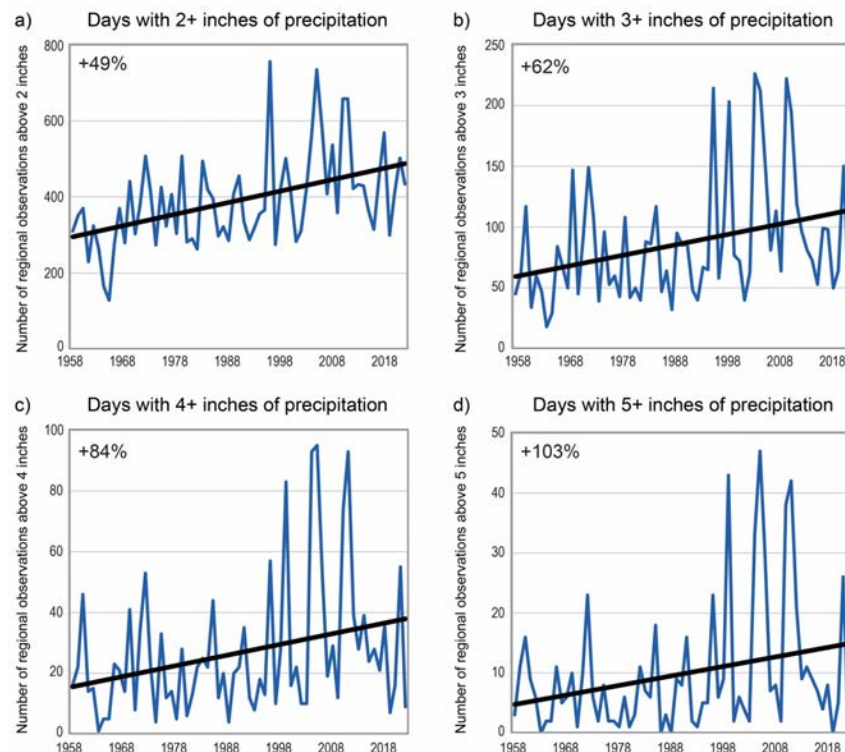 a) Days with 2+ inches of precipitation
Number of regional observations above 2 inches
+49%
800
600
400
200
0
1958 1968 1978 1988 1998 2008 2018
b) Days with 3+ inches of precipitation
Number of regional observations above 3 inches
+62%
250
200
150
100
50
0
1958 1968 1978 1988 1998 2008 2018
c) Days with 4+ inches of precipitation
Number of regional observations above 4 inches
+84%
100
80
60
40
20
0
1958 1968 1978 1988 1998 2008 2018
d) Days with 5+ inches of precipitation
Number of regional observations above 5 inches
+103%
50
40
30
20
10
0
1958 1968 1978 1988 1998 2008 2018